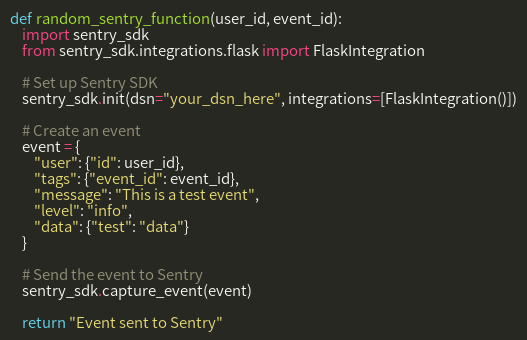 def random_sentry_function(user_id, event_id):
    import sentry_sdk
    from sentry_sdk.integrations.flask import FlaskIntegration

    # Set up Sentry SDK
    sentry_sdk.init(dsn="your_dsn_here", integrations=[FlaskIntegration()])

    # Create an event
    event = {
        "user": {"id": user_id},
        "tags": {"event_id": event_id},
        "message": "This is a test event",
        "level": "info",
        "data": {"test": "data"}
    }

    # Send the event to Sentry
    sentry_sdk.capture_event(event)

    return "Event sent to Sentry"